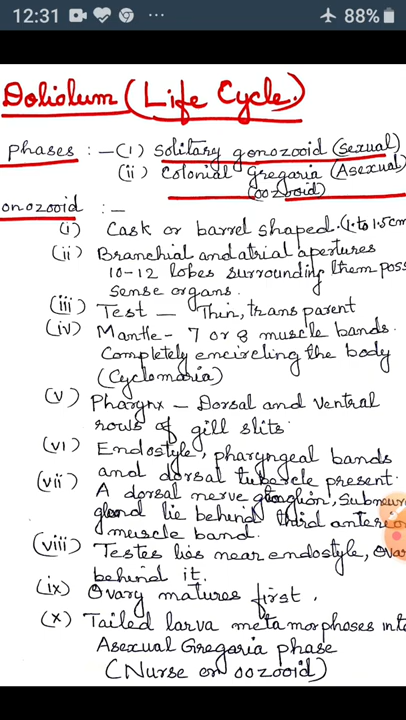 12:31 88%
Doliolum (Life Cycle)
Phases :- (i) Solitary gonozooid (Sexual)
(ii) Colonial Gregaria (Asexual)
(oozooid)
onozooid :-
(i) Cask or barrel shaped. (1 to 1.5cm
(ii) Branchial and atrial apertures
10-12 lobes surrounding them poss
Sense organs.
(iii) Test - Thin, transparent
(iv) Mantle - 7 or 8 muscle bands.
Completely encircling the body
(Cyclomaria)
(v) Pharynx - Dorsal and ventral
rows of gill slits.
(vi) Endostyle, pharyngeal bands
and dorsal tubercle present.
(vii) A dorsal nerve ganglion, Subneur
gland lie behind third anterio
muscle band.
(viii) Testes lies near endostyle, Ovar
behind it.
(ix) Ovary matures first.
(x) Tailed larva metamorphoses int
Asexual Gregaria phase
(Nurse or oozooid)